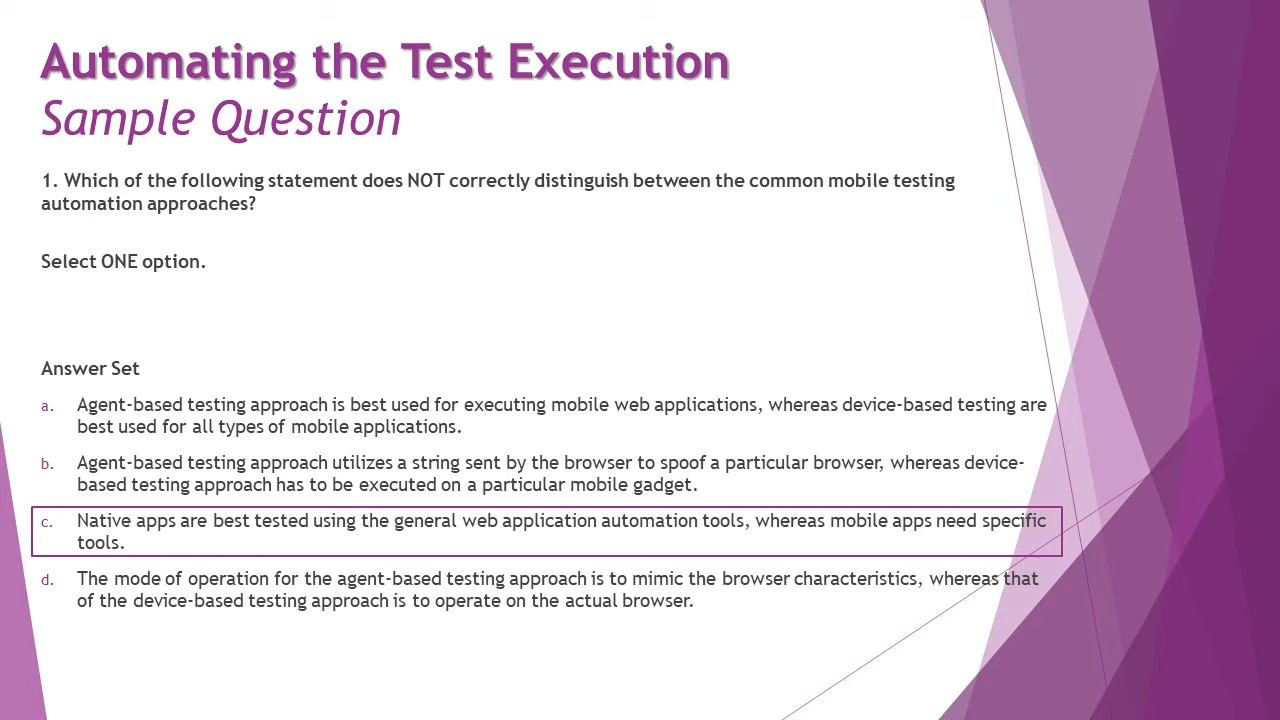 Automating the Test Execution
Sample Question
1. Which of the following statement does NOT correctly distinguish between the common mobile testing
automation approaches?
Select ONE option.
Answer Set
a. Agent-based testing approach is best used for executing mobile web applications, whereas device-based testing are
best used for all types of mobile applications.
b. Agent-based testing approach utilizes a string sent by the browser to spoof a particular browser, whereas device-
based testing approach has to be executed on a particular mobile gadget.
c. Native apps are best tested using the general web application automation tools, whereas mobile apps need specific
tools.
d. The mode of operation for the agent-based testing approach is to mimic the browser characteristics, whereas that
of the device-based testing approach is to operate on the actual browser.